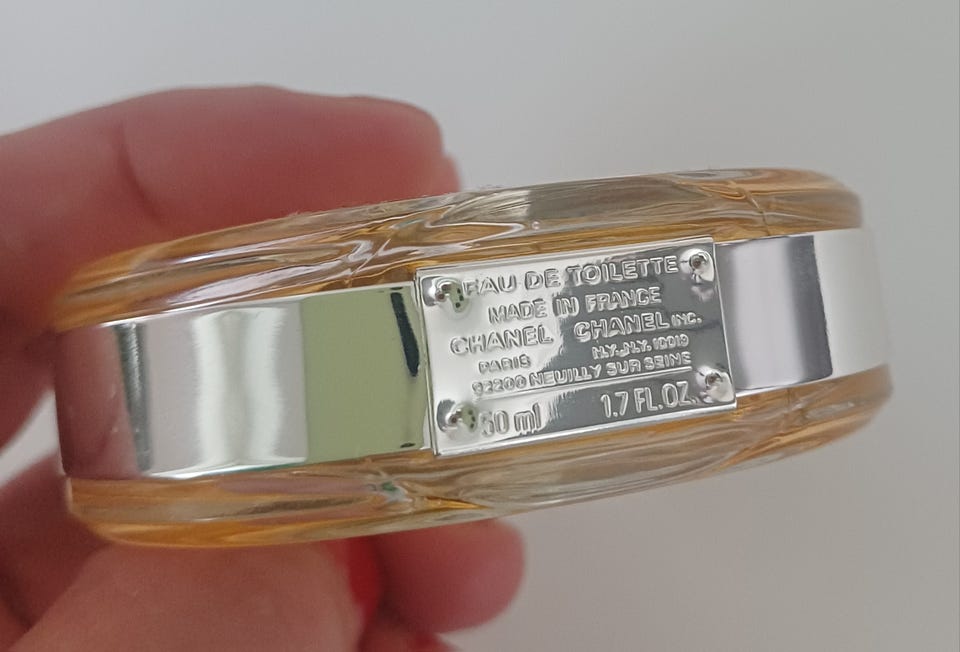 EAU DE TOILETTE
MADE IN FRANCE
CHANEL CHANEL INC.
PARIS N.Y. N.Y. 10019
92200 NEUILLY SUR SEINE
50 ml 1.7 FL.OZ.